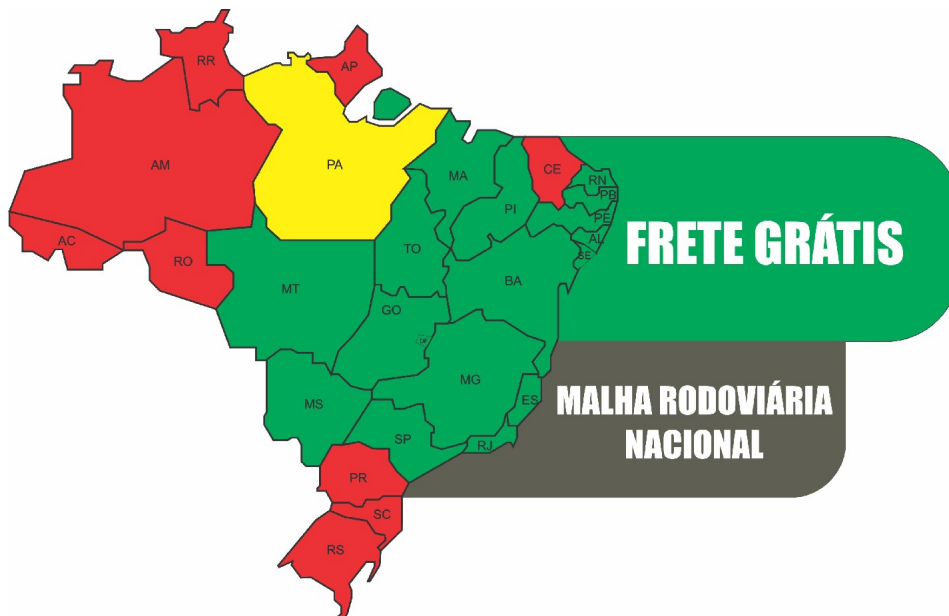 RR
AP
AM
PA
MA
CE
RN
PB
PI
PE
AL
SE
AC
RO
TO
BA
MT
GO
DF
MG
MS
ES
SP
RJ
PR
SC
RS
FRETE GRÁTIS
MALHA RODOVIÁRIA
NACIONAL